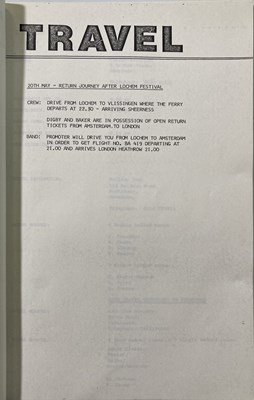 TRAVEL
20TH MAY - RETURN JOURNEY AFTER LOCHEM FESTIVAL
CREW: DRIVE FROM LOCHEM TO VLISSINGEN WHERE THE FERRY
DEPARTS AT 22.30 - ARRIVING SHEERNESS
DIGBY AND BAKER ARE IN POSSESION OF OPEN RETURN
TICKETS FROM AMSTERDAM.TO LONDON
BAND: PROMOTER WILL DRIVE YOU FROM LOCHEM TO AMSTERDAM
IN ORDER TO GET FLIGHT NO. BA 419 DEPARTING AT
21.00 AND ARRIVES LONDON HEATHROW 21.00